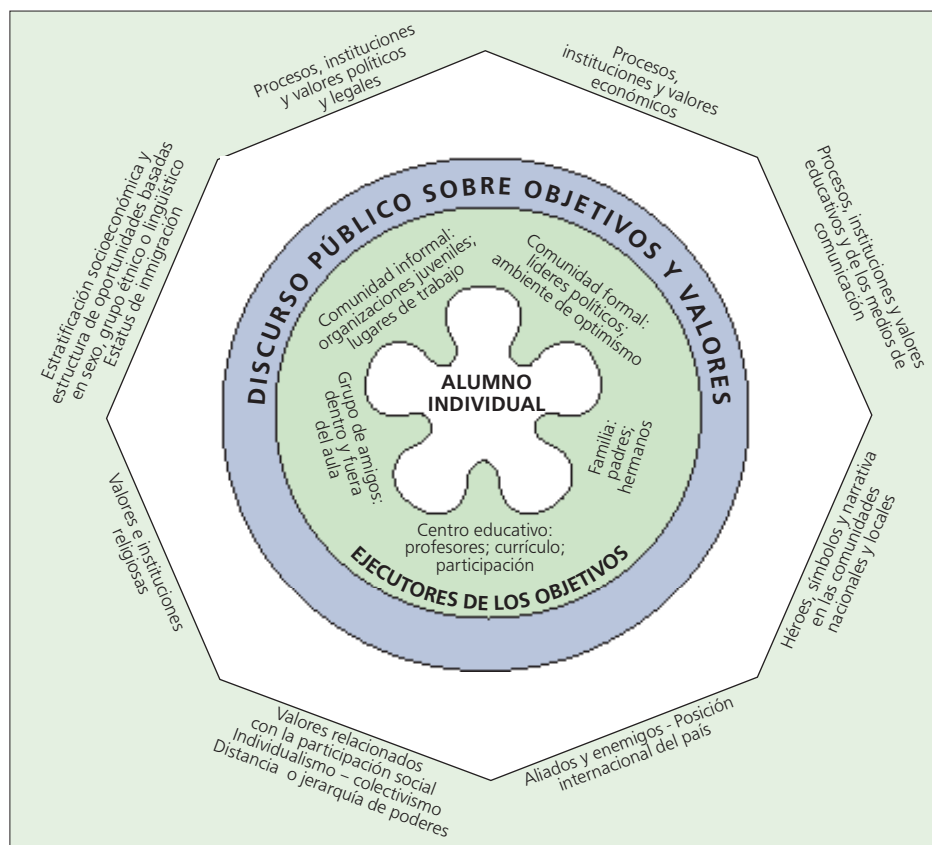 Procesos, instituciones
y valores políticos
y legales
Procesos,
instituciones y valores
económicos
Procesos, instituciones y valores
educativos y de los medios de
comunicación
Héroes, símbolos y narrativa
en las comunidades
nacionales y locales
Aliados y enemigos - Posición
internacional del país
Valores relacionados
con la participación social
Individualismo – colectivismo
Distancia o jerarquía de poderes
Valores e instituciones
religiosas
Estratificación socioeconómica y
estructura de oportunidades basadas
en sexo, grupo étnico o lingüístico
Estatus de inmigración
DISCURSO PÚBLICO SOBRE OBJETIVOS Y VALORES
Comunidad informal:
organizaciones juveniles;
lugares de trabajo
Comunidad formal:
líderes políticos;
ambiente de optimismo
Familia:
padres;
hermanos
Centro educativo:
profesores; currículo;
participación
Grupo de amigos:
dentro y fuera
del aula
ALUMNO
INDIVIDUAL
EJECUTORES DE LOS OBJETIVOS